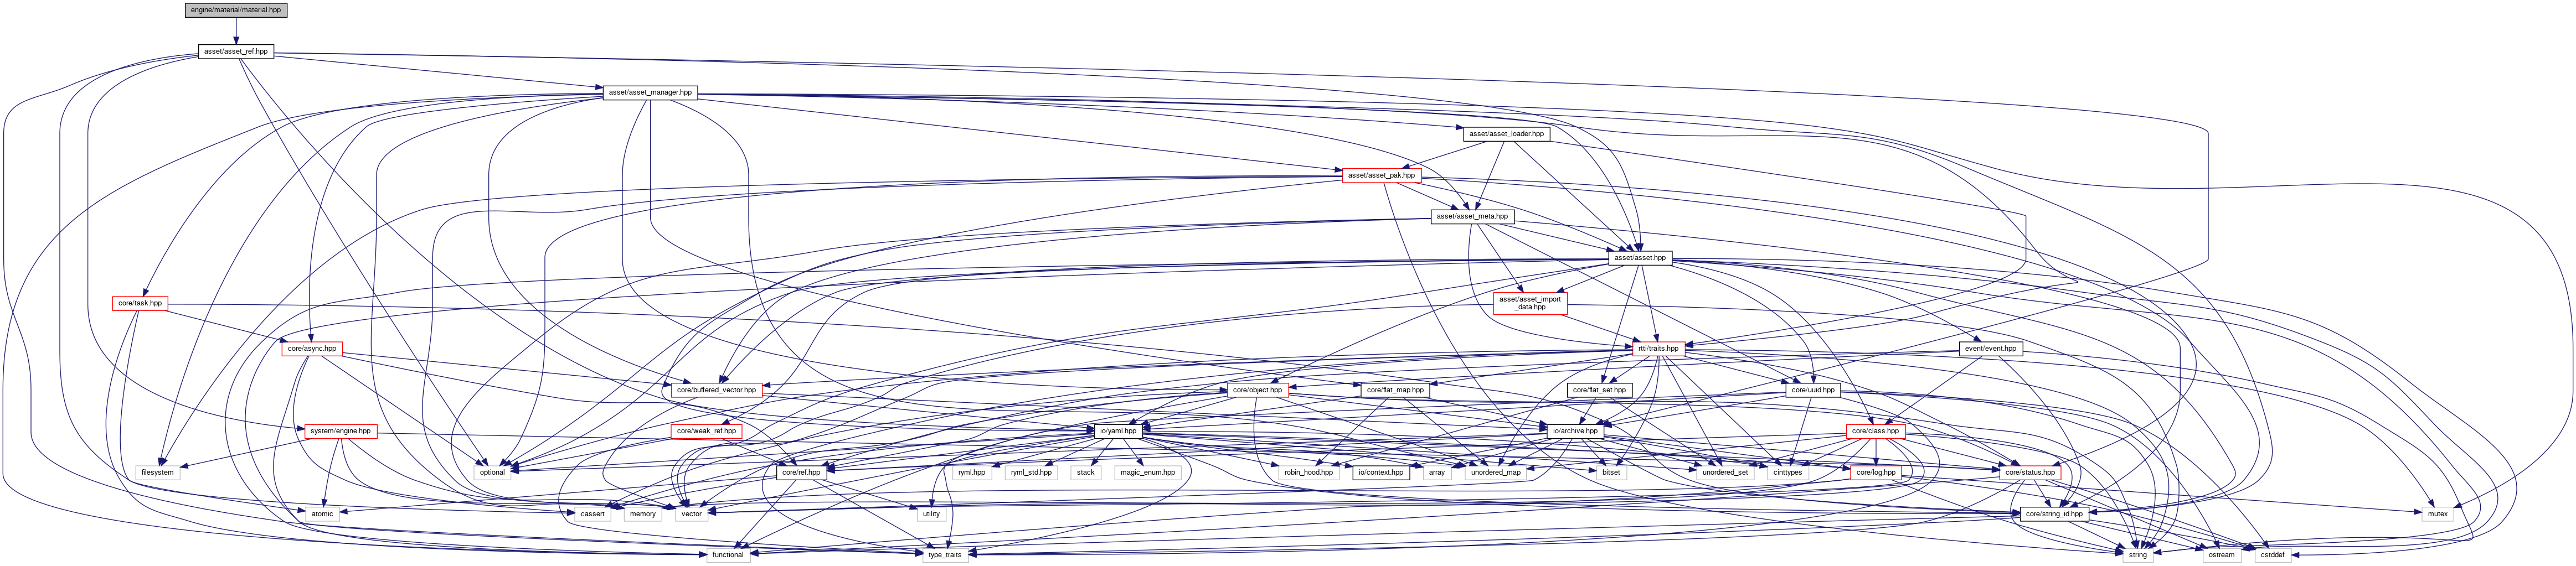 engine/material/material.hpp
asset/asset_ref.hpp
asset/asset_manager.hpp
asset/asset_loader.hpp
asset/asset_pak.hpp
asset/asset_meta.hpp
asset/asset.hpp
core/task.hpp
asset/asset_import
_data.hpp
core/async.hpp
rtti/traits.hpp
event/event.hpp
core/buffered_vector.hpp
core/object.hpp
core/flat_map.hpp
core/flat_set.hpp
core/uuid.hpp
system/engine.hpp
core/weak_ref.hpp
io/yaml.hpp
io/archive.hpp
core/class.hpp
filesystem
optional
core/ref.hpp
ryml.hpp
ryml_std.hpp
stack
magic_enum.hpp
robin_hood.hpp
io/context.hpp
array
unordered_map
bitset
unordered_set
cinttypes
core/log.hpp
core/status.hpp
atomic
cassert
memory
vector
utility
core/string_id.hpp
mutex
functional
type_traits
string
ostream
cstddef